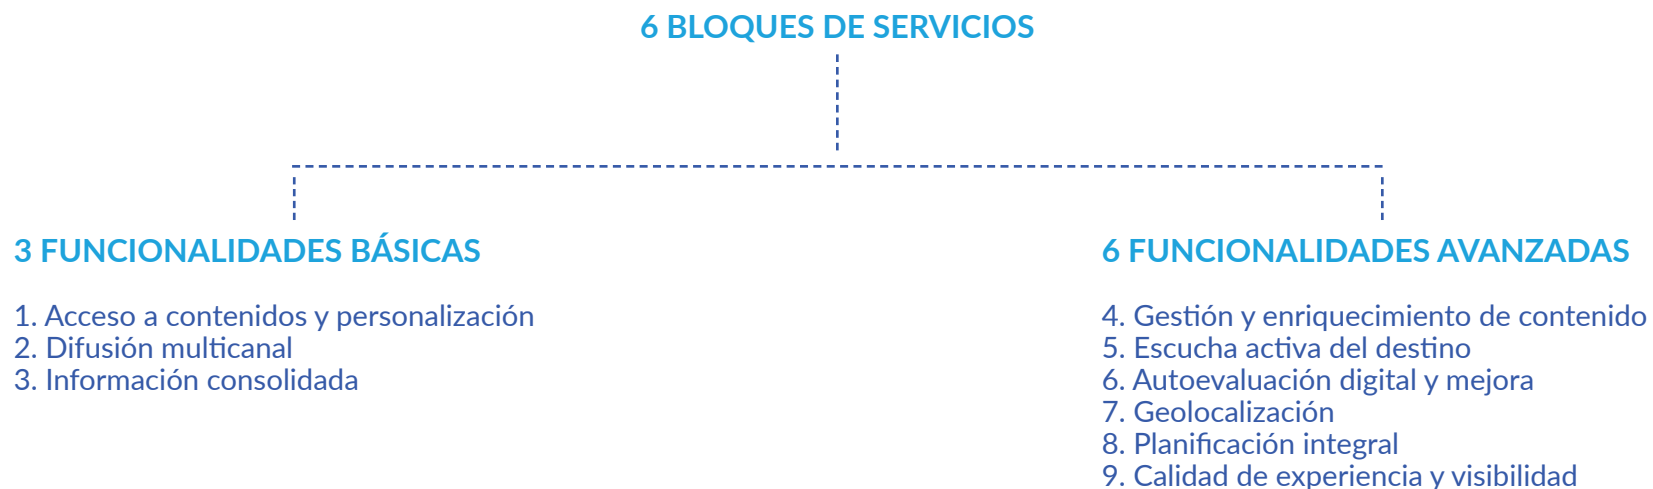 6 BLOQUES DE SERVICIOS
3 FUNCIONALIDADES BÁSICAS
1. Acceso a contenidos y personalización
2. Difusión multicanal
3. Información consolidada
6 FUNCIONALIDADES AVANZADAS
4. Gestión y enriquecimiento de contenido
5. Escucha activa del destino
6. Autoevaluación digital y mejora
7. Geolocalización
8. Planificación integral
9. Calidad de experiencia y visibilidad